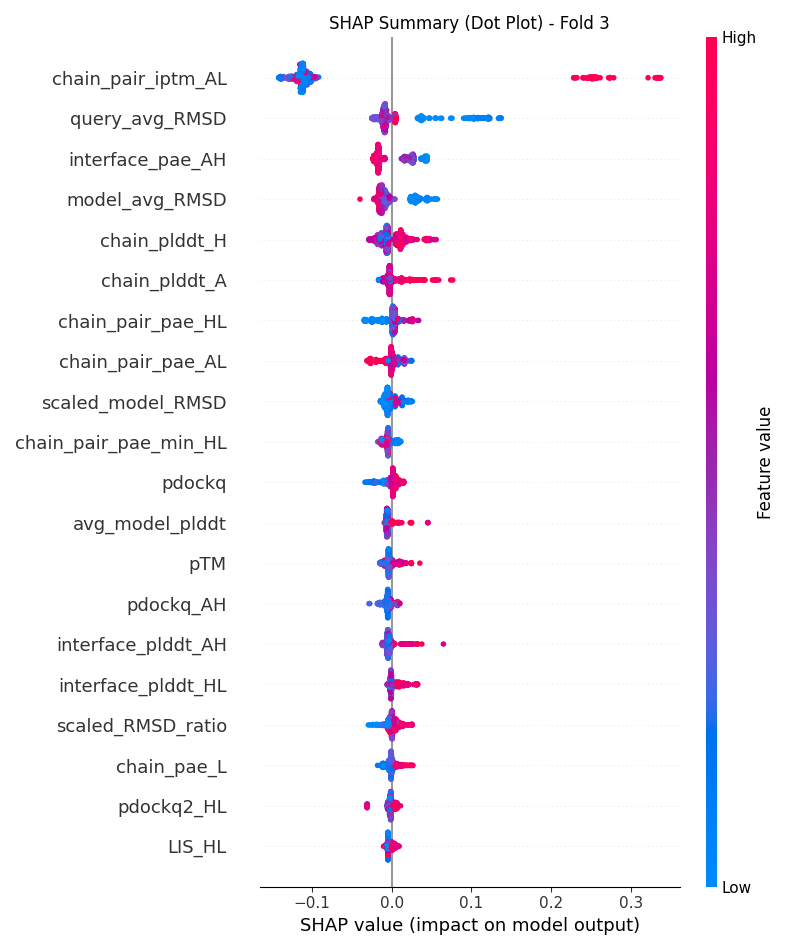 SHAP Summary (Dot Plot) - Fold 3
High
chain_pair_iptm_AL
query_avg_RMSD
interface_pae_AH
model_avg_RMSD
chain_plddt_H
chain_plddt_A
chain_pair_pae_HL
chain_pair_pae_AL
scaled_model_RMSD
chain_pair_pae_min_HL
pdockq
avg_model_plddt
pTM
pdockq_AH
interface_plddt_AH
interface_plddt_HL
scaled_RMSD_ratio
chain_pae_L
pdockq2_HL
LIS_HL
Feature value
Low
−0.1 0.0 0.1 0.2 0.3
SHAP value (impact on model output)